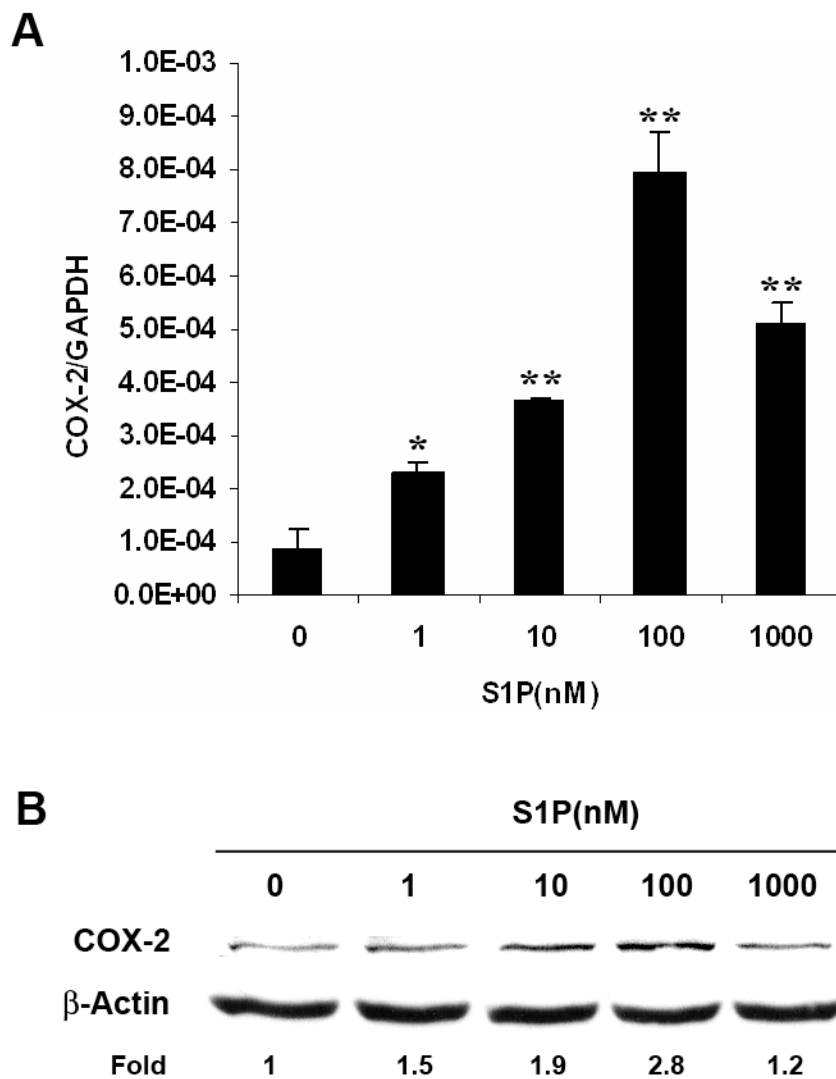 A
1.0E-03
9.0E-04
8.0E-04
7.0E-04
6.0E-04
5.0E-04
4.0E-04
3.0E-04
2.0E-04
1.0E-04
0.0E+00
COX-2/GAPDH
*
**
**
**
0 1 10 100 1000
S1P(nM)
B
S1P(nM)
0 1 10 100 1000
COX-2
β-Actin
Fold 1 1.5 1.9 2.8 1.2